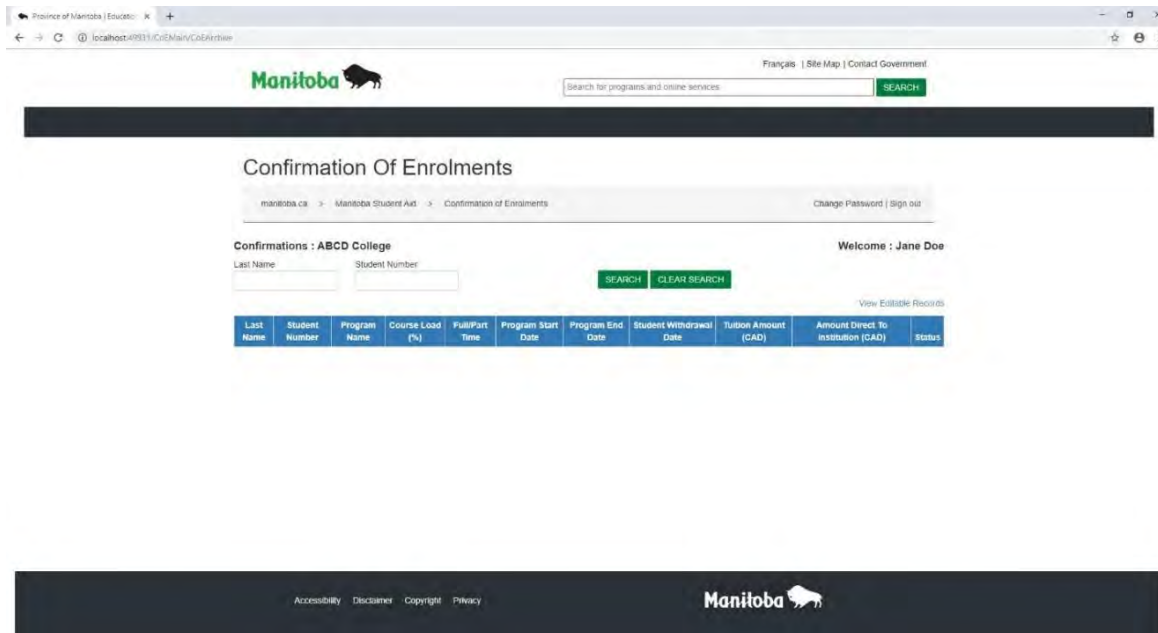 Province of Manitoba | Educatio
localhost:49931/CoEMain/CoEArchive
Manitoba
Français | Site Map | Contact Government
Search for programs and online services
SEARCH
Confirmation Of Enrolments
manitoba.ca > Manitoba Student Aid > Confirmation of Enrolments
Change Password | Sign out
Confirmations : ABCD College
Welcome : Jane Doe
Last Name
Student Number
SEARCH
CLEAR SEARCH
View Editable Records
Last Name
Student Number
Program Name
Course Load (%)
Full/Part Time
Program Start Date
Program End Date
Student Withdrawal Date
Tuition Amount (CAD)
Amount Direct To Institution (CAD)
Status
Accessibility Disclaimer Copyright Privacy
Manitoba